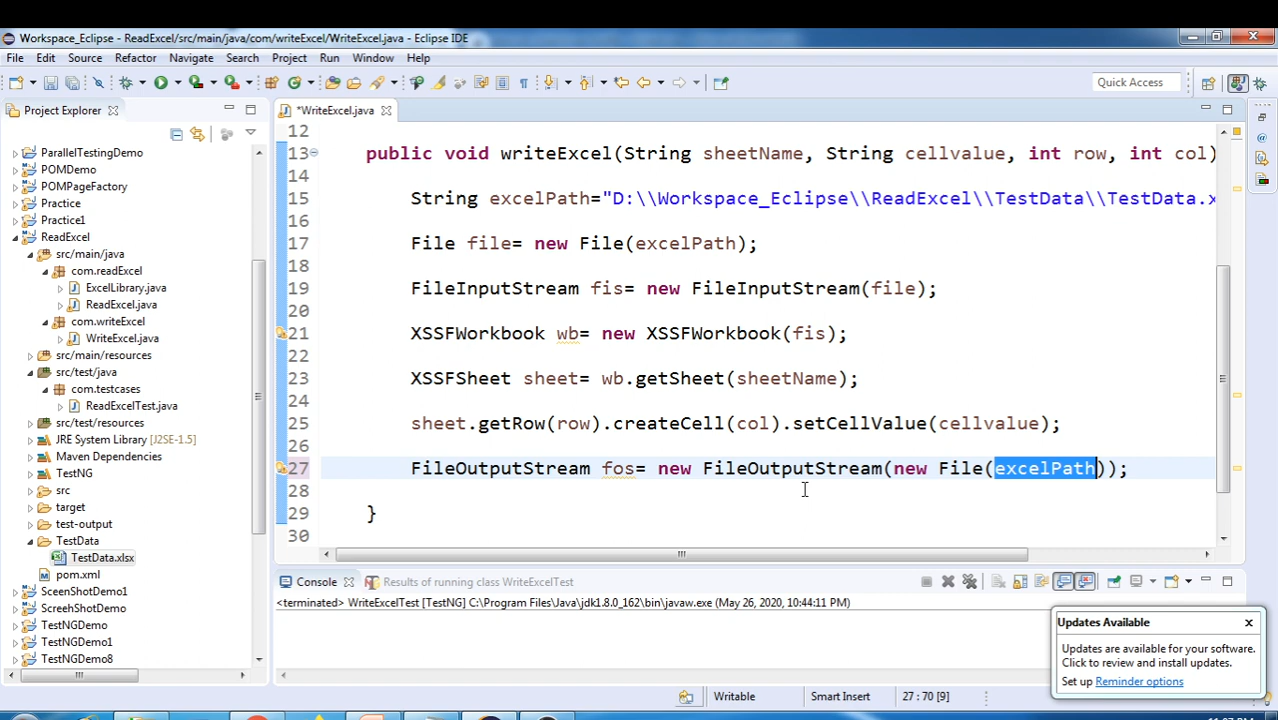 Workspace_Eclipse - ReadExcel/src/main/java/com/writeExcel/WriteExcel.java - Eclipse IDE
File Edit Source Refactor Navigate Search Project Run Window Help
Quick Access
Project Explorer
ParallelTestingDemo
POMDemo
POMPageFactory
Practice
Practice1
ReadExcel
src/main/java
com.readExcel
ExcelLibrary.java
ReadExcel.java
com.writeExcel
WriteExcel.java
src/main/resources
src/test/java
com.testcases
ReadExcelTest.java
src/test/resources
JRE System Library [J2SE-1.5]
Maven Dependencies
TestNG
src
target
test-output
TestData
TestData.xlsx
pom.xml
SceenShotDemo1
ScreehShotDemo
TestNGDemo
TestNGDemo1
TestNGDemo8
*WriteExcel.java
12
13 public void writeExcel(String sheetName, String cellvalue, int row, int col)
14
15 String excelPath="D:\\Workspace_Eclipse\\ReadExcel\\TestData\\TestData.x
16
17 File file= new File(excelPath);
18
19 FileInputStream fis= new FileInputStream(file);
20
21 XSSFWorkbook wb= new XSSFWorkbook(fis);
22
23 XSSFSheet sheet= wb.getSheet(sheetName);
24
25 sheet.getRow(row).createCell(col).setCellValue(cellvalue);
26
27 FileOutputStream fos= new FileOutputStream(new File(excelPath));
28
29 }
30
Console Results of running class WriteExcelTest
<terminated> WriteExcelTest [TestNG] C:\Program Files\Java\jdk1.8.0_162\bin\javaw.exe (May 26, 2020, 10:44:11 PM)
Updates Available
Updates are available for your software.
Click to review and install updates.
Set up Reminder options
Writable Smart Insert 27 : 70 [9]